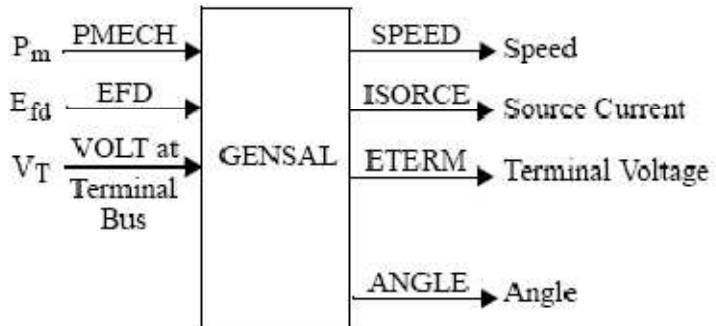 Pm PMECH
Efd EFD
VT VOLT at
Terminal
Bus
GENSAL
SPEED Speed
ISORCE Source Current
ETERM Terminal Voltage
ANGLE Angle